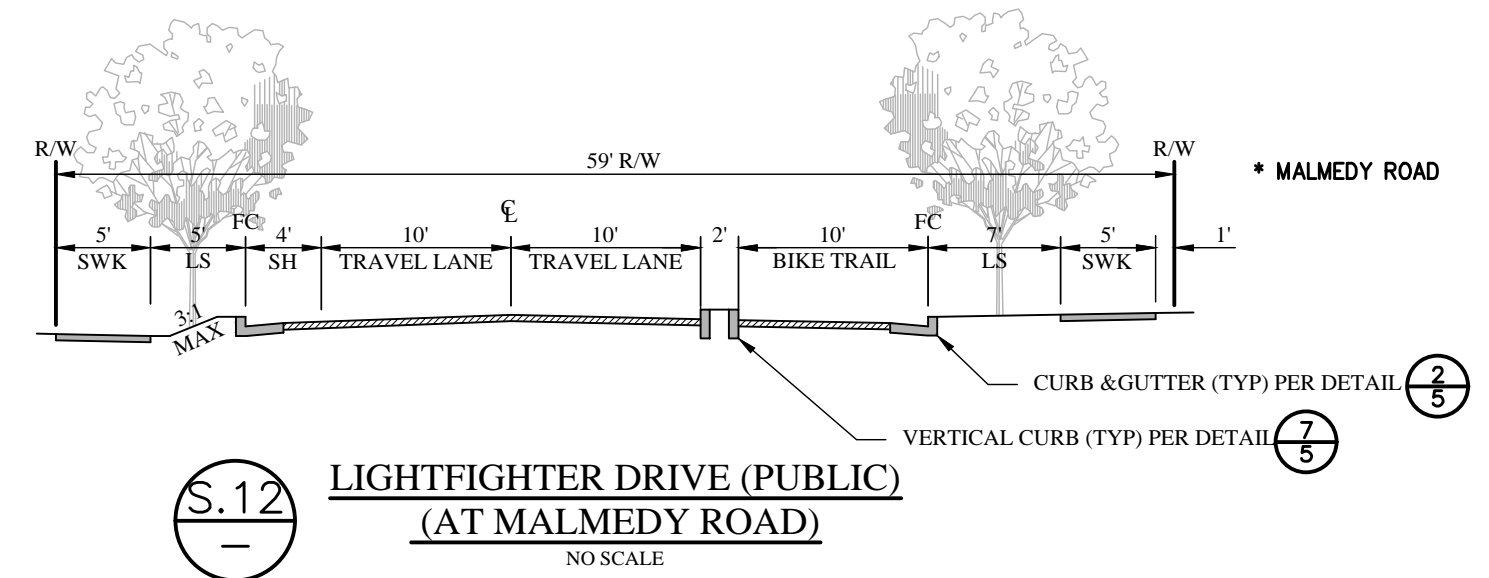 R/W
R/W
59' R/W
* MALMEDY ROAD
℄
FC
FC
5'
5'
4'
10'
10'
2'
10'
7'
5'
1'
SWK
LS
SH
TRAVEL LANE
TRAVEL LANE
BIKE TRAIL
LS
SWK
3:1
MAX
CURB &GUTTER (TYP) PER DETAIL
2
5
VERTICAL CURB (TYP) PER DETAIL
7
5
S.12
–
LIGHTFIGHTER DRIVE (PUBLIC)
(AT MALMEDY ROAD)
NO SCALE